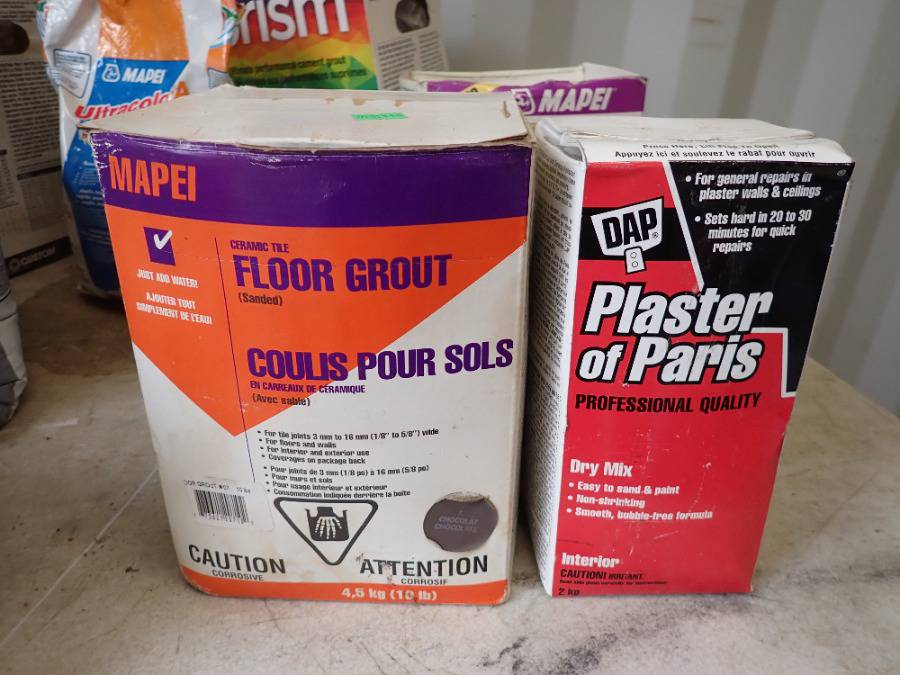 MAPEI
Ultracolo
rism
MAPEI
MAPEI
JUST ADD WATER!
AJOUTER TOUT
SIMPLEMENT DE L'EAU!
CERAMIC TILE
FLOOR GROUT
(Sanded)
COULIS POUR SOLS
EN CARREAUX DE CÉRAMIQUE
(Avec sable)
• For tile joints 3 mm to 16 mm (1/8" to 5/8") wide
• For floors and walls
• For interior and exterior use
• Coverages on package back
• Pour joints de 3 mm (1/8 po) à 16 mm (5/8 po)
• Pour murs et sols
• Pour usage intérieur et extérieur
• Consommation indiquée derrière la boîte
CHOCOLAT
CHOCOLATE
CAUTION
CORROSIVE
ATTENTION
CORROSIF
4,5 kg (10 lb)
Appuyez ici et soulevez le rabat pour ouvrir
• For general repairs in
plaster walls & ceilings
• Sets hard in 20 to 30
minutes for quick
repairs
DAP®
Plaster
of Paris
PROFESSIONAL QUALITY
Dry Mix
• Easy to sand & paint
• Non-shrinking
• Smooth, bubble-free formula
Interior
CAUTION! IRRITANT.
2 kg